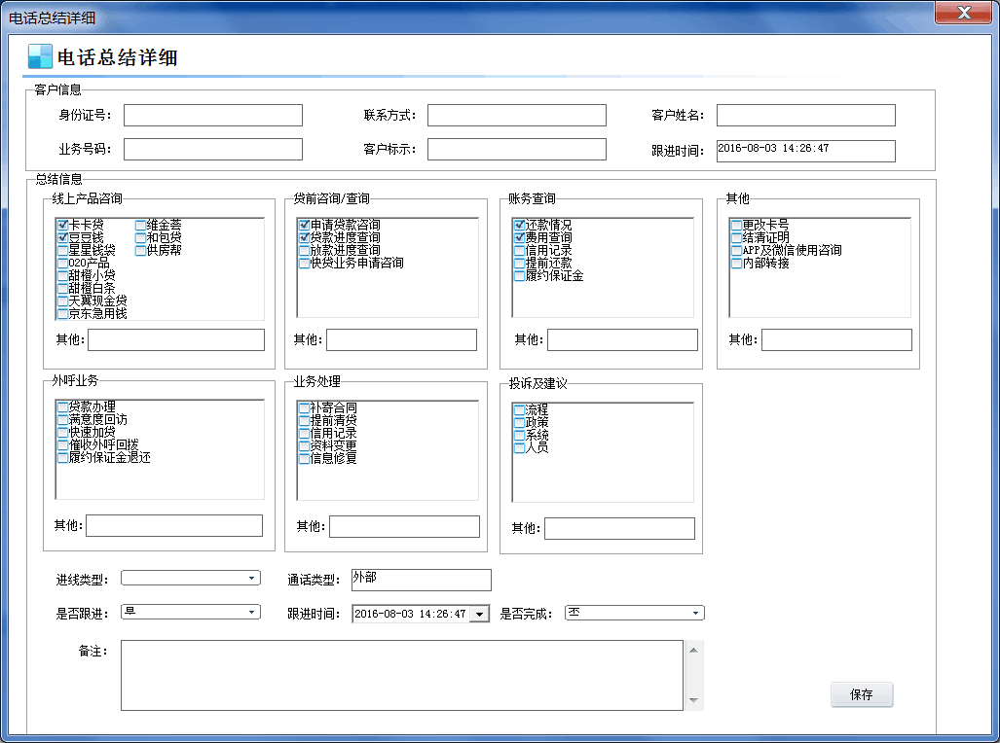 电话总结详细
电话总结详细
客户信息
身份证号: 联系方式: 客户姓名:
业务号码: 客户标示: 跟进时间: 2016-08-03 14:26:47
总结信息
线上产品咨询
卡卡贷 维金荟
豆豆钱 和包贷
星星钱袋 供房帮
O2O产品
甜橙小贷
甜橙白条
天翼现金贷
京东急用钱
其他:
贷前咨询/查询
申请贷款咨询
贷款进度查询
放款进度查询
快贷业务申请咨询
其他:
账务查询
还款情况
费用查询
信用记录
提前还款
履约保证金
其他:
其他
更改卡号
结清证明
APP及微信使用咨询
内部转接
其他:
外呼业务
贷款办理
满意度回访
快速加贷
催收外呼回拨
履约保证金退还
其他:
业务处理
补寄合同
提前清贷
信用记录
资料变更
信息修复
其他:
投诉及建议
流程
政策
系统
人员
其他:
进线类型: 通话类型: 外部
是否跟进: 跟进时间: 2016-08-03 14:26:47 是否完成: 否
备注:
保存